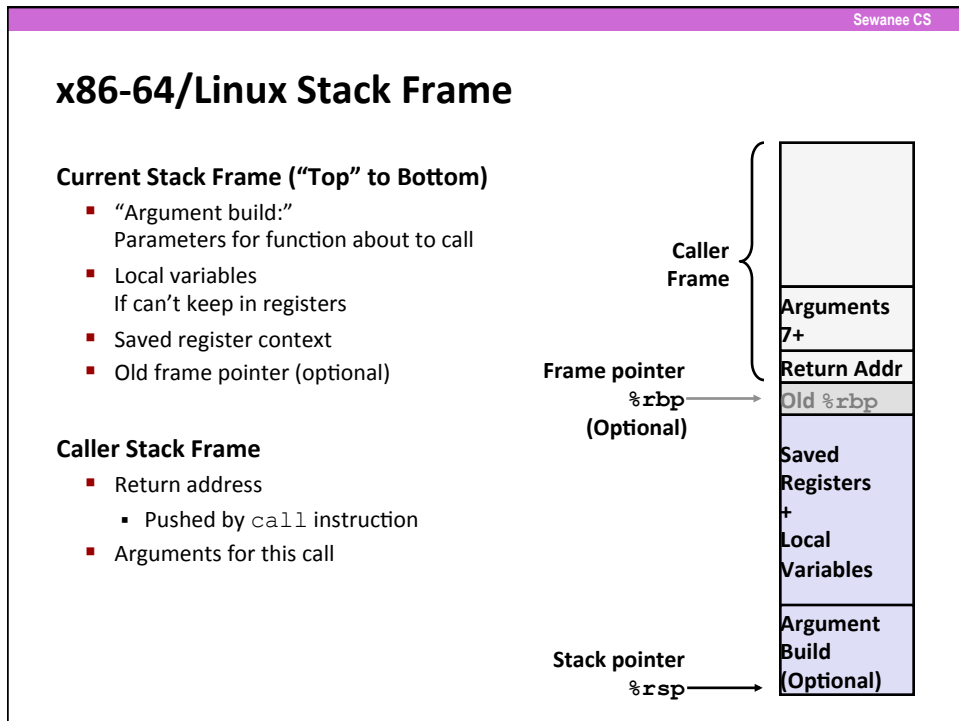 Sewanee CS
x86-64/Linux Stack Frame
Current Stack Frame (“Top” to Bottom)
▪ “Argument build:”
Parameters for function about to call
▪ Local variables
If can’t keep in registers
▪ Saved register context
▪ Old frame pointer (optional)
Caller Stack Frame
▪ Return address
▪ Pushed by call instruction
▪ Arguments for this call
Caller
Frame
Frame pointer
%rbp
(Optional)
Stack pointer
%rsp
Arguments
7+
Return Addr
Old %rbp
Saved
Registers
+
Local
Variables
Argument
Build
(Optional)